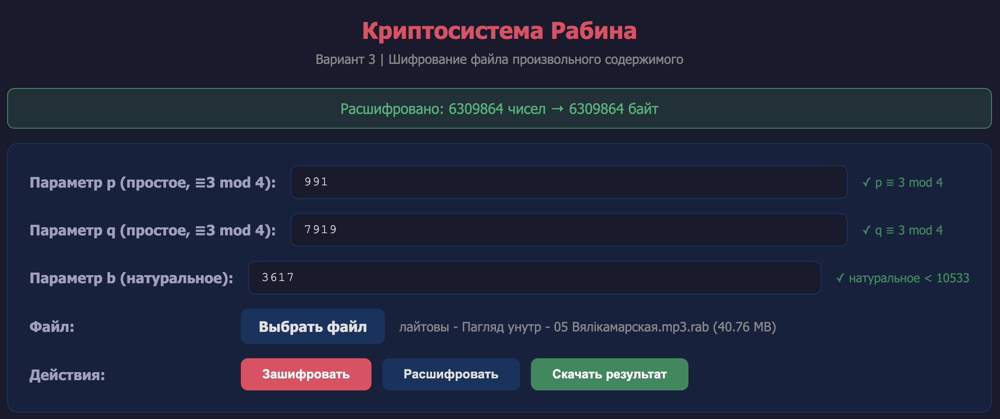 Криптосистема Рабина
Вариант 3 | Шифрование файла произвольного содержимого
Расшифровано: 6309864 чисел → 6309864 байт
Параметр p (простое, ≡3 mod 4): 991 ✓ p ≡ 3 mod 4
Параметр q (простое, ≡3 mod 4): 7919 ✓ q ≡ 3 mod 4
Параметр b (натуральное): 3617 ✓ натуральное < 10533
Файл: Выбрать файл лайтовы - Пагляд унутр - 05 Вялікамарская.mp3.rab (40.76 MB)
Действия: Зашифровать Расшифровать Скачать результат